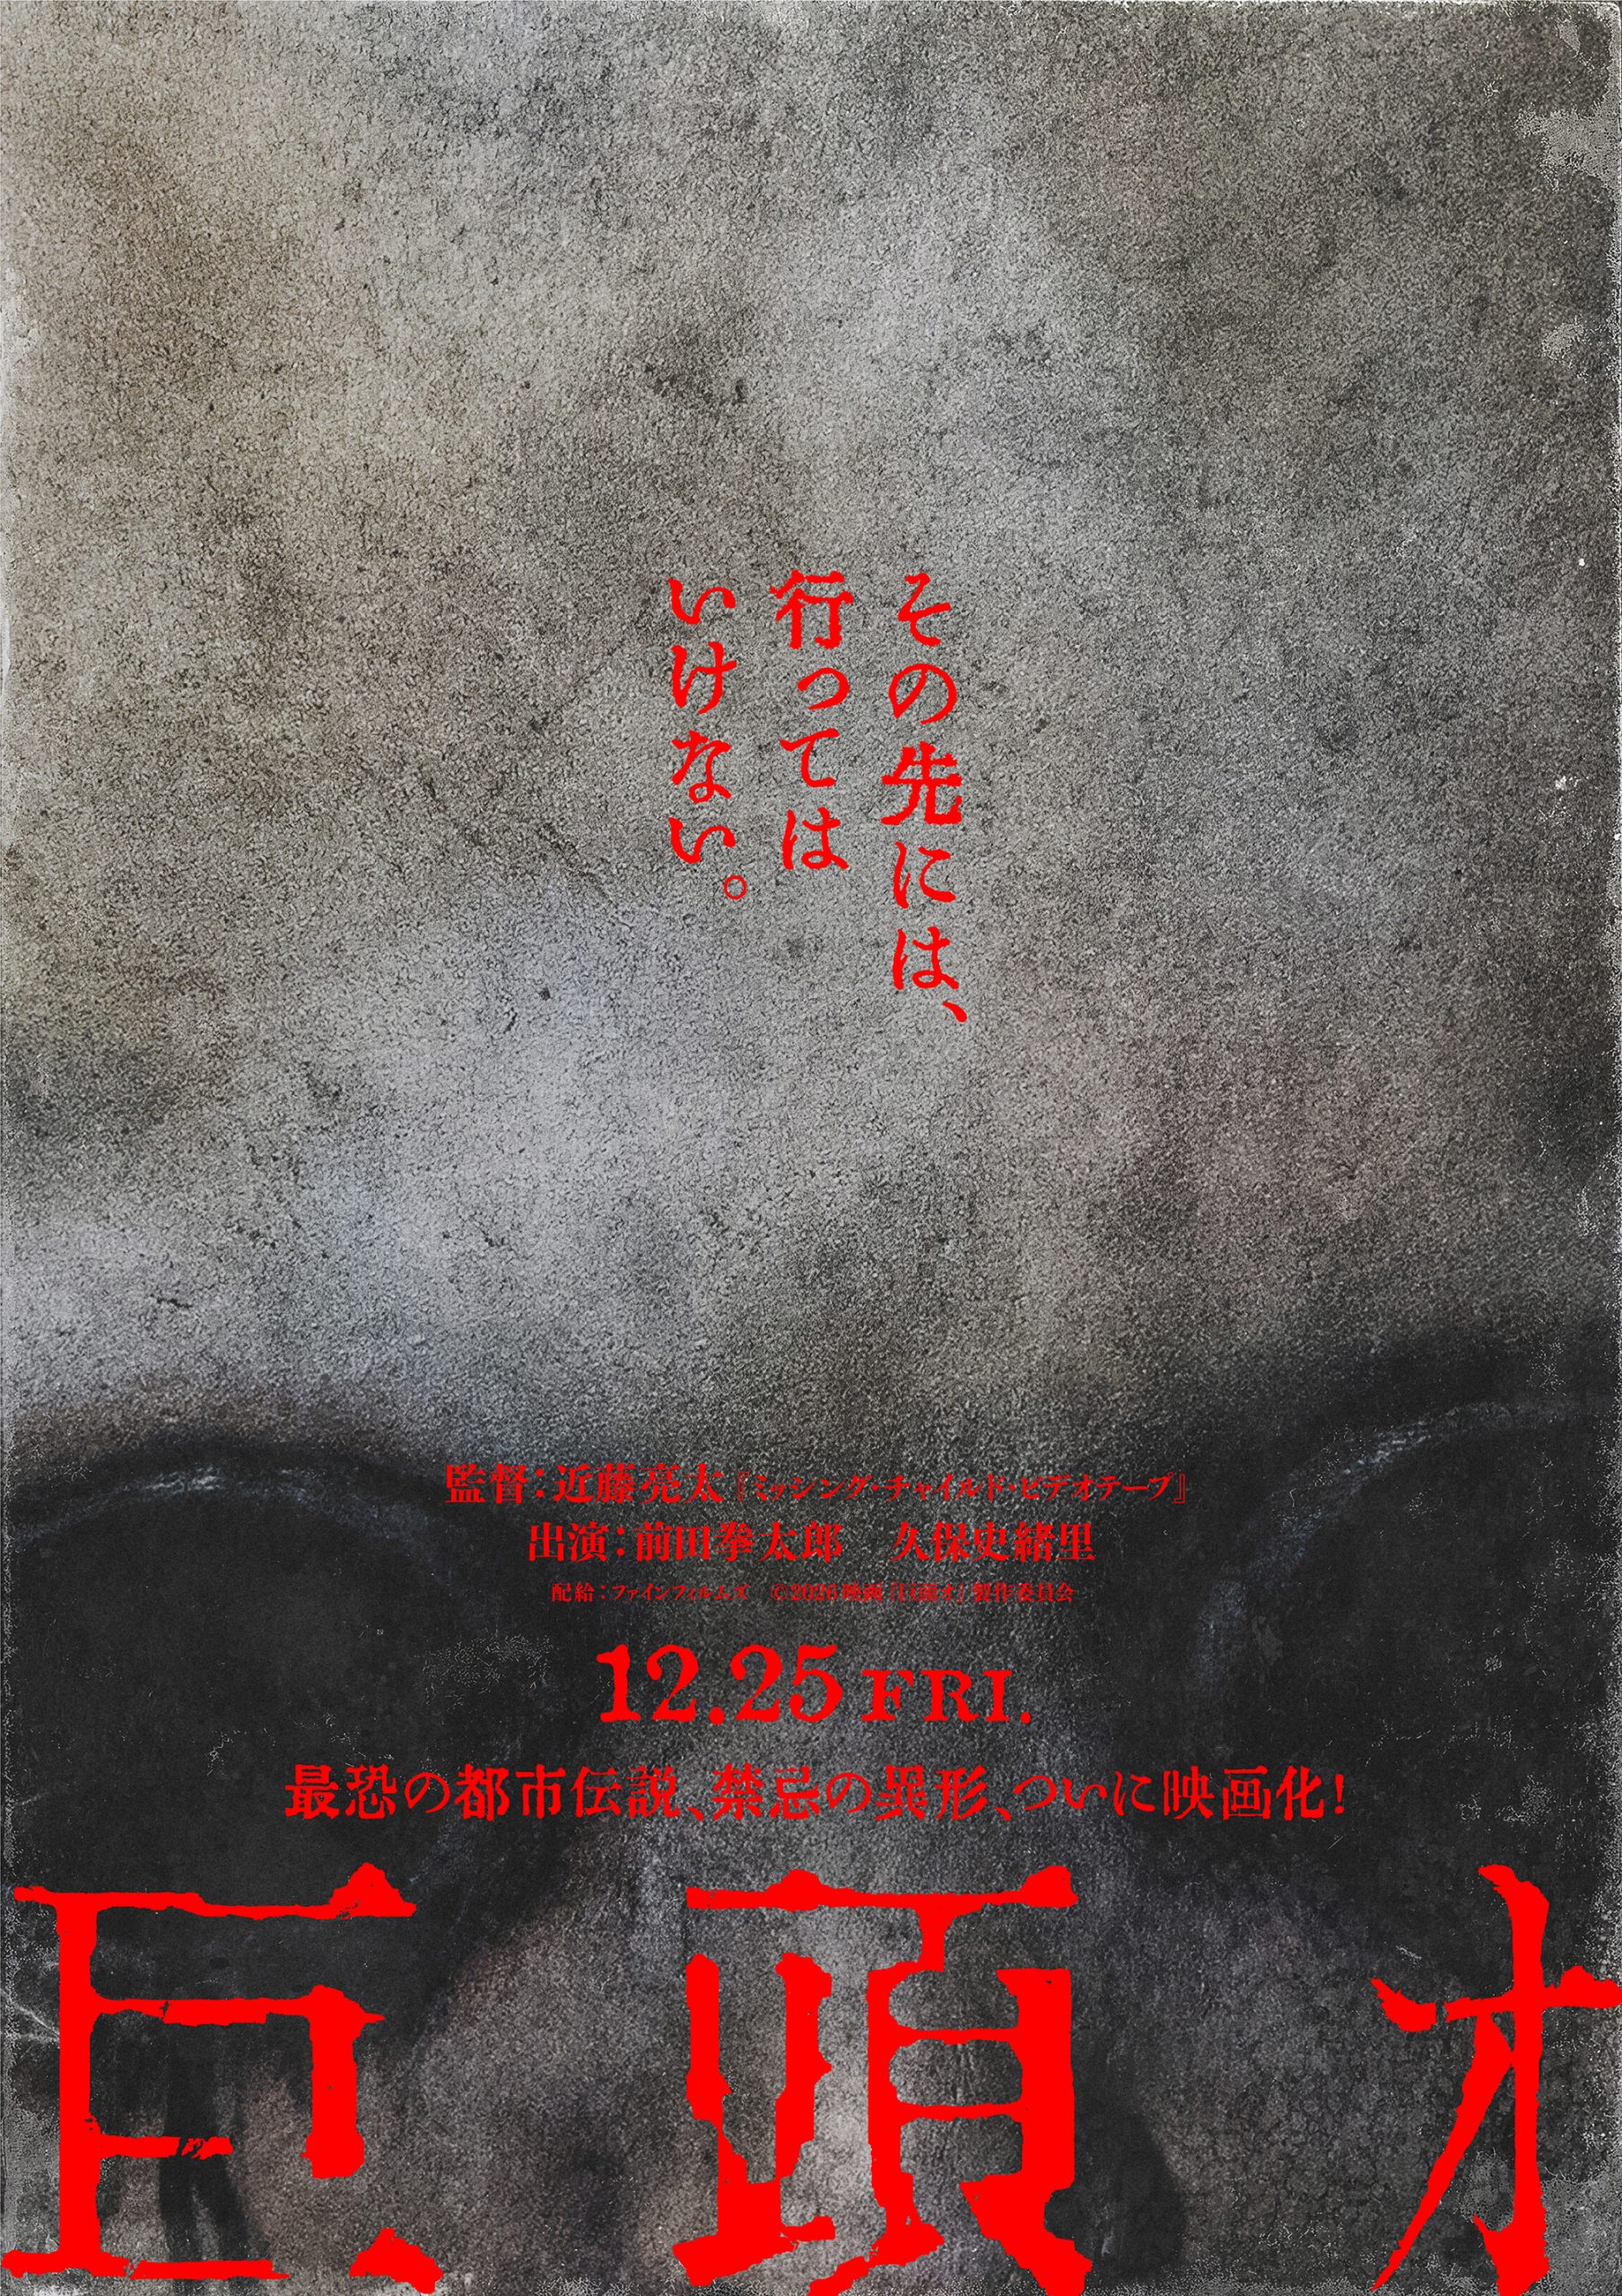 その先には、
行っては
いけない。
監督：近藤亮太『ミッシング・チャイルド・ビデオテープ』
出演：前田拳太郎　久保史緒里
配給：ファインフィルムズ　©2026 映画『巨頭オ』製作委員会
12.25 FRI.
最恐の都市伝説、禁忌の異形、ついに映画化！
巨頭オ